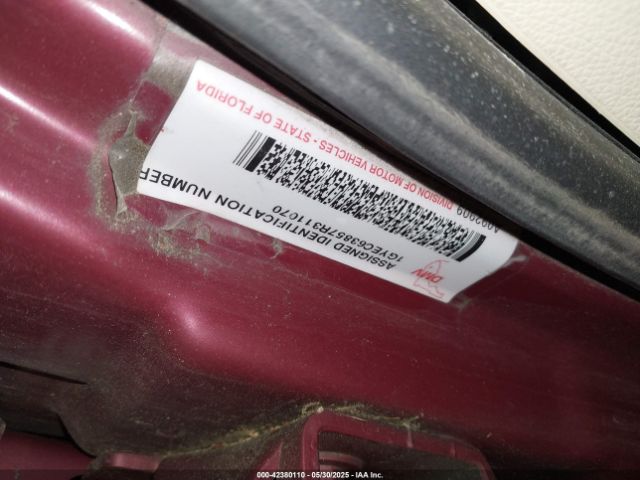 ASSIGNED IDENTIFICATION NUMBER
1GYEC63857R311070
DMV
A092909 DIVISION OF MOTOR VEHICLES - STATE OF FLORIDA
000-42380110 - 05/30/2025 - IAA Inc.